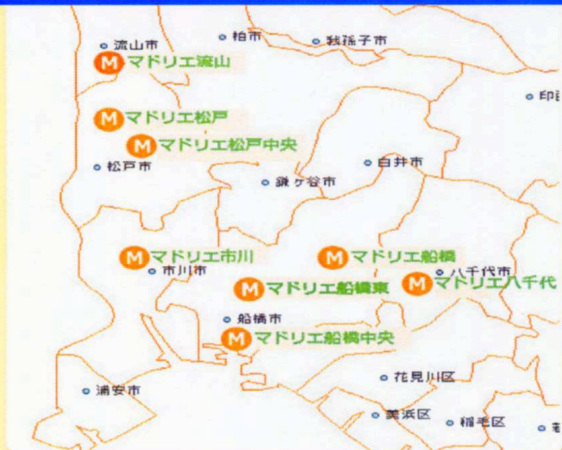 柏市
我孫子市
流山市
M マドリエ流山
M マドリエ松戸
M マドリエ松戸中央
松戸市
白井市
鎌ヶ谷市
M マドリエ市川
市川市
M マドリエ船橋
八千代市
M マドリエ八千代
M マドリエ船橋東
船橋市
M マドリエ船橋中央
花見川区
浦安市
美浜区
稲毛区